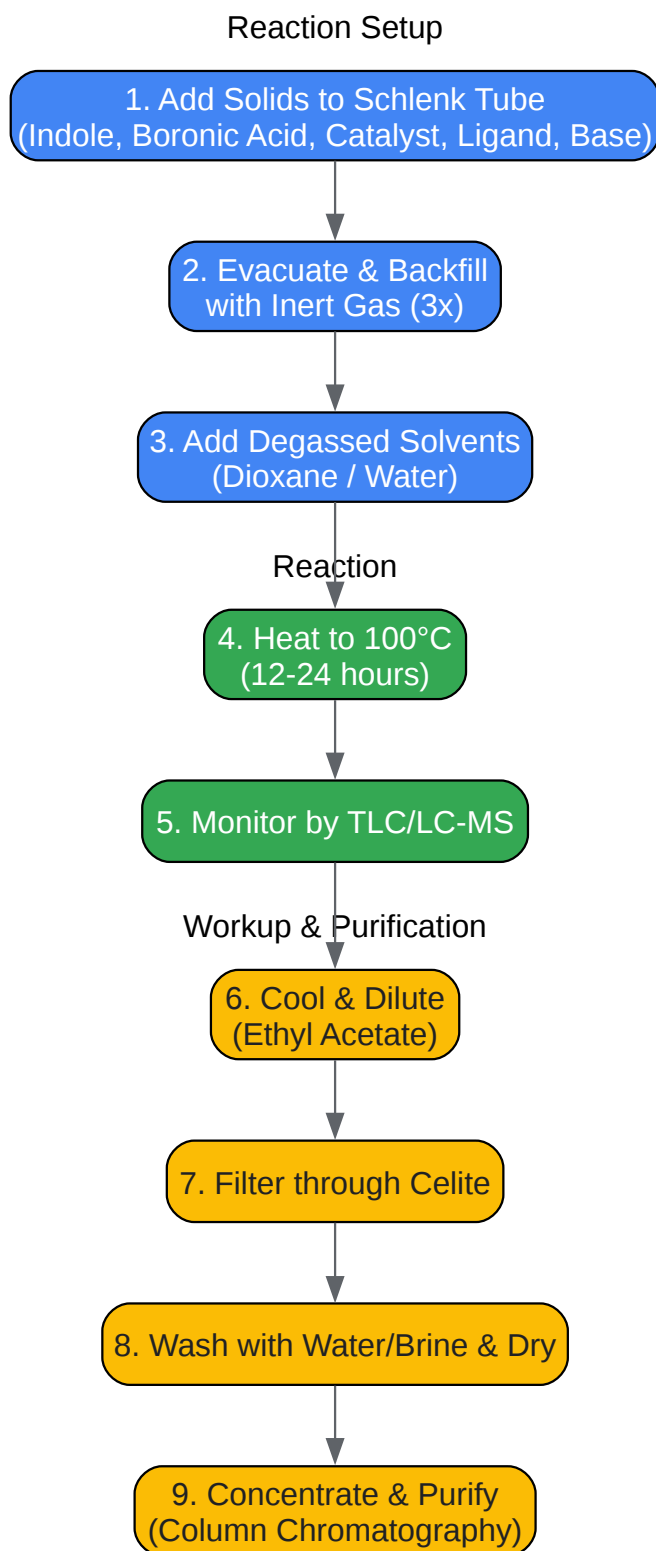 Reaction Setup
1. Add Solids to Schlenk Tube
(Indole, Boronic Acid, Catalyst, Ligand, Base)
2. Evacuate & Backfill
with Inert Gas (3x)
3. Add Degassed Solvents
(Dioxane / Water)
Reaction
4. Heat to 100°C
(12-24 hours)
5. Monitor by TLC/LC-MS
Workup & Purification
6. Cool & Dilute
(Ethyl Acetate)
7. Filter through Celite
8. Wash with Water/Brine & Dry
9. Concentrate & Purify
(Column Chromatography)